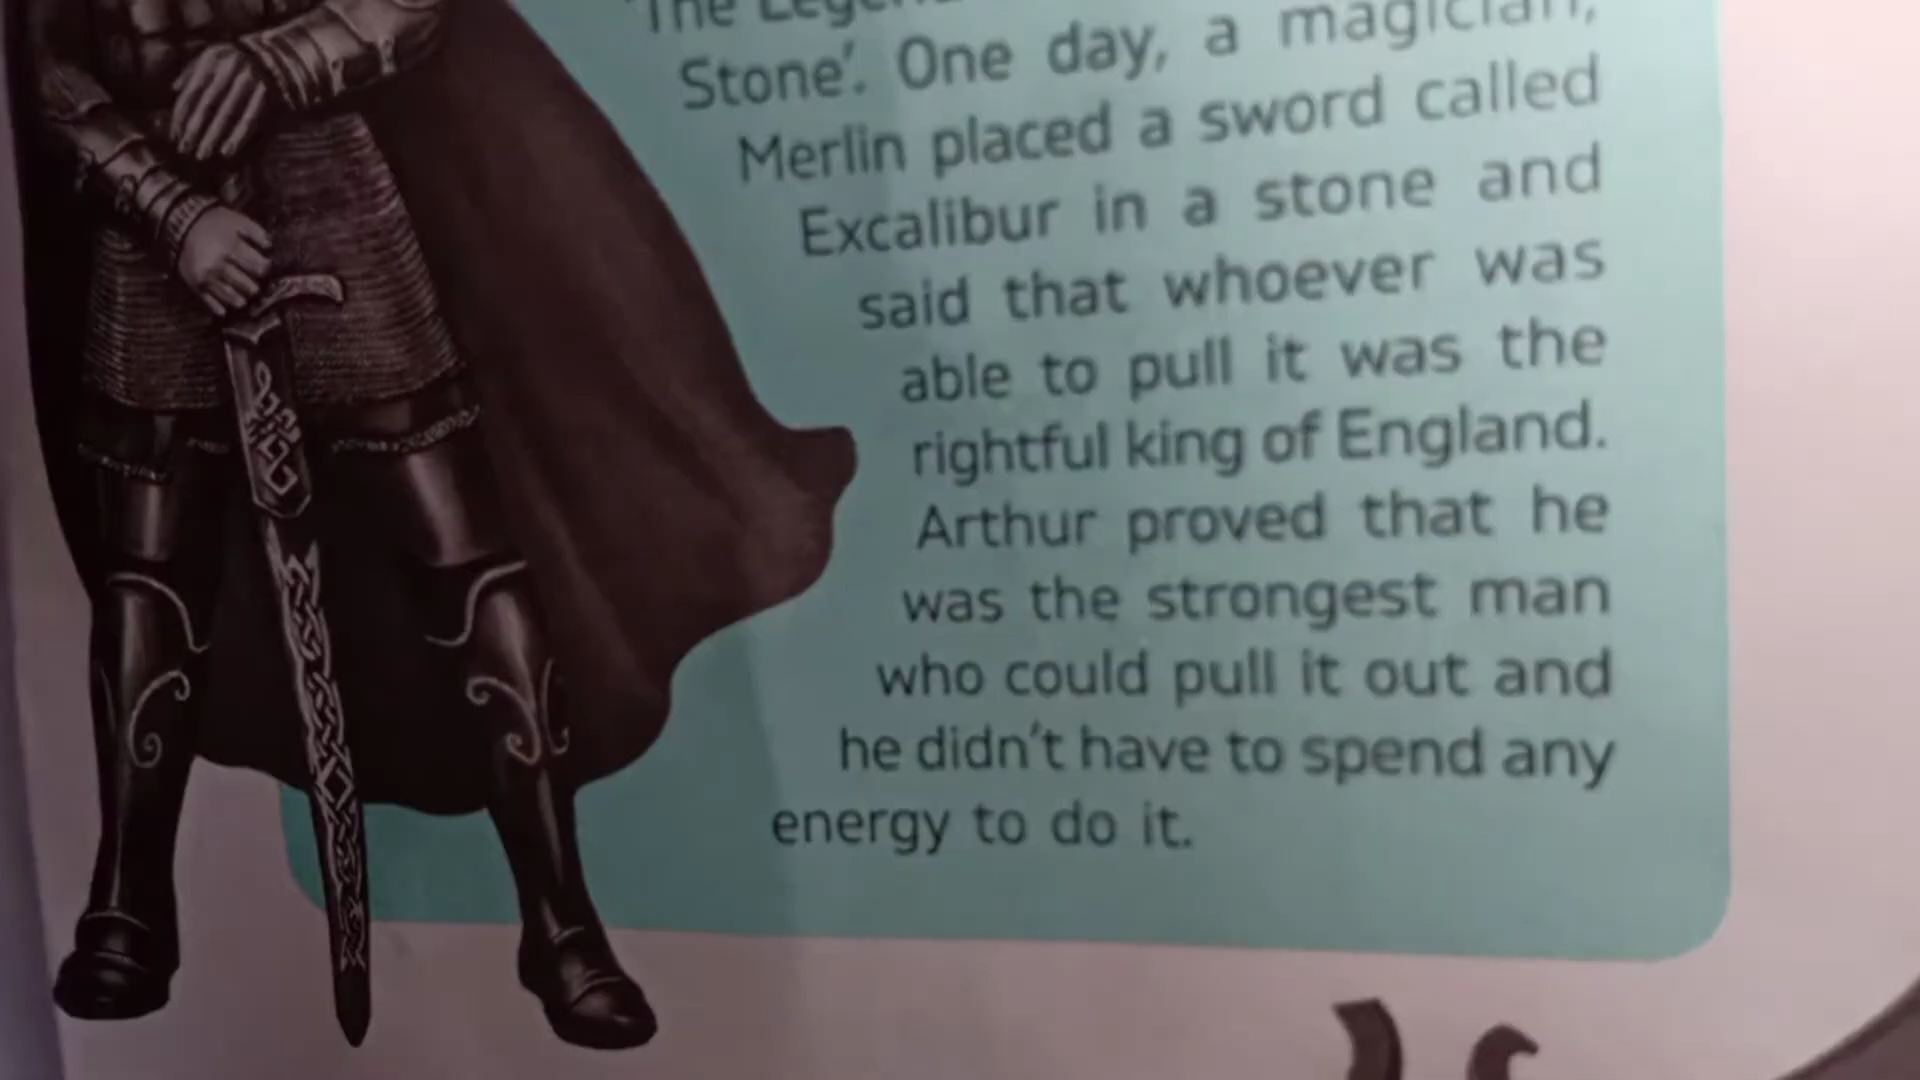 'The Legend
Stone'. One day, a magician,
Merlin placed a sword called
Excalibur in a stone and
said that whoever was
able to pull it was the
rightful king of England.
Arthur proved that he
was the strongest man
who could pull it out and
he didn't have to spend any
energy to do it.